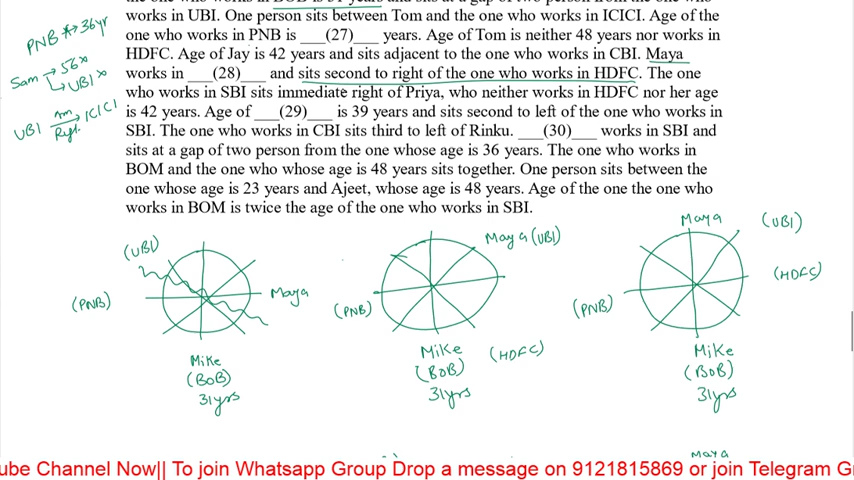 works in UBI. One person sits between Tom and the one who works in ICICI. Age of the
one who works in PNB is ___(27)___ years. Age of Tom is neither 48 years nor works in
HDFC. Age of Jay is 42 years and sits adjacent to the one who works in CBI. Maya
works in ___(28)___ and sits second to right of the one who works in HDFC. The one
who works in SBI sits immediate right of Priya, who neither works in HDFC nor her age
is 42 years. Age of ___(29)___ is 39 years and sits second to left of the one who works in
SBI. The one who works in CBI sits third to left of Rinku. ___(30)___ works in SBI and
sits at a gap of two person from the one whose age is 36 years. The one who works in
BOM and the one who whose age is 48 years sits together. One person sits between the
one whose age is 23 years and Ajeet, whose age is 48 years. Age of the one the one who
works in BOM is twice the age of the one who works in SBI.
PNB 36yr
Sam → 56x
UBI x
UBI ICICI
(UBI)
(PNB)
Maya
Mike
(BoB)
31yrs
Maya (UBI)
(PNB)
Mike
(BoB)
31yrs
(HDFC)
Maya
(UBI)
(HDFC)
(PNB)
Mike
(BoB)
31yrs
Maya
ube Channel Now|| To join Whatsapp Group Drop a message on 9121815869 or join Telegram G